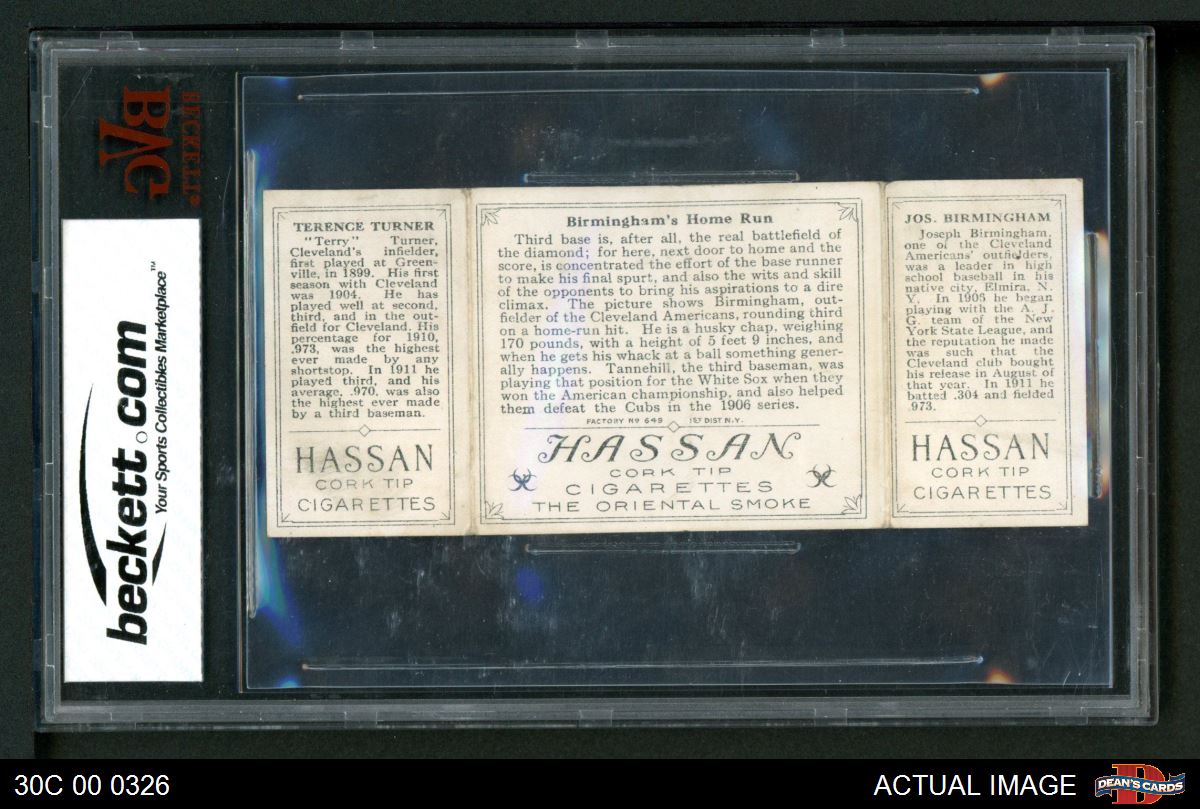 BECKETT®
BVG
beckett.com
Your Sports Collectibles Marketplace™
TERENCE TURNER
"Terry" Turner,
Cleveland's infielder,
first played at Green-
ville, in 1899. His first
season with Cleveland
was 1904. He has
played well at second,
third, and in the out-
field for Cleveland. His
percentage for 1910,
.973, was the highest
ever made by any
shortstop. In 1911 he
played third, and his
average, .970, was also
the highest ever made
by a third baseman.
HASSAN
CORK TIP
CIGARETTES
Birmingham's Home Run
Third base is, after all, the real battlefield of
the diamond; for here, next door to home and the
score, is concentrated the effort of the base runner
to make his final spurt, and also the wits and skill
of the opponents to bring his aspirations to a dire
climax. The picture shows Birmingham, out-
fielder of the Cleveland Americans, rounding third
on a home-run hit. He is a husky chap, weighing
170 pounds, with a height of 5 feet 9 inches, and
when he gets his whack at a ball something gener-
ally happens. Tannehill, the third baseman, was
playing that position for the White Sox when they
won the American championship, and also helped
them defeat the Cubs in the 1906 series.
FACTORY No 649 1ST DIST N.Y.
HASSAN
CORK TIP
CIGARETTES
THE ORIENTAL SMOKE
JOS. BIRMINGHAM
Joseph Birmingham,
one of the Cleveland
Americans' outfielders,
was a leader in high
school baseball in his
native city, Elmira, N.
Y. In 1906 he began
playing with the A. J.
G. team of the New
York State League, and
the reputation he made
was such that the
Cleveland club bought
his release in August of
that year. In 1911 he
batted .304 and fielded
.973.
HASSAN
CORK TIP
CIGARETTES
30C 00 0326
ACTUAL IMAGE
DEAN'S CARDS